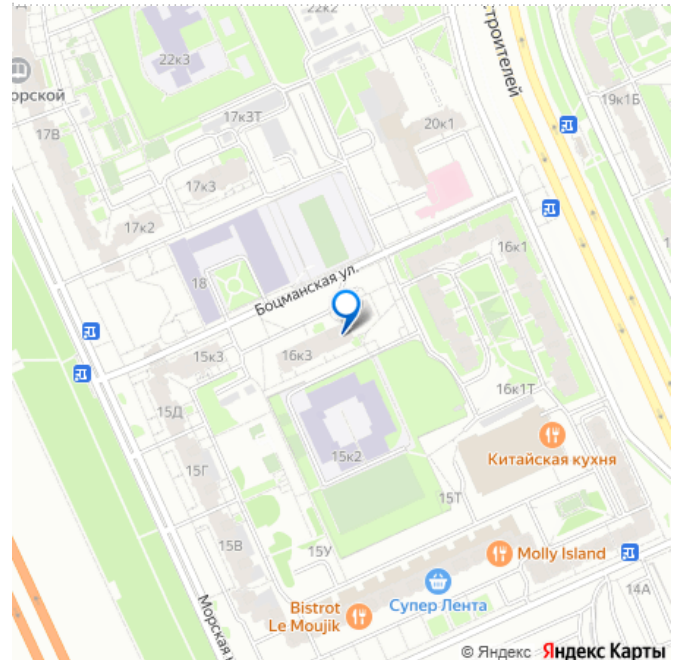 22к2
22к3
строителей
орской
17к3Т
19к1Б
17В
20к1
17к3
17к2
16к1
18
Боцманская ул.
15к3
16к3
15Д
16к1Т
Китайская кухня
15Г
15к2
15Т
15В
15У
Molly Island
14А
Супер Лента
Bistrot
Le Moujik
Морская н
© Яндекс Яндекс Карты